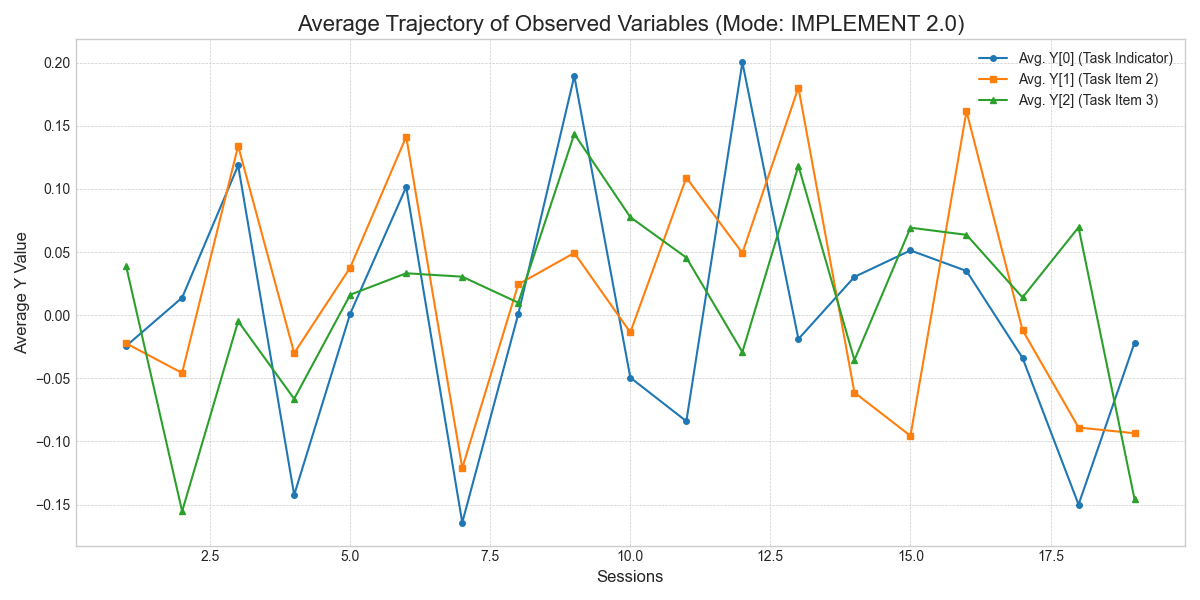 Average Trajectory of Observed Variables (Mode: IMPLEMENT 2.0)
Avg. Y[0] (Task Indicator)
Avg. Y[1] (Task Item 2)
Avg. Y[2] (Task Item 3)
Average Y Value
0.20
0.15
0.10
0.05
0.00
−0.05
−0.10
−0.15
2.5 5.0 7.5 10.0 12.5 15.0 17.5
Sessions